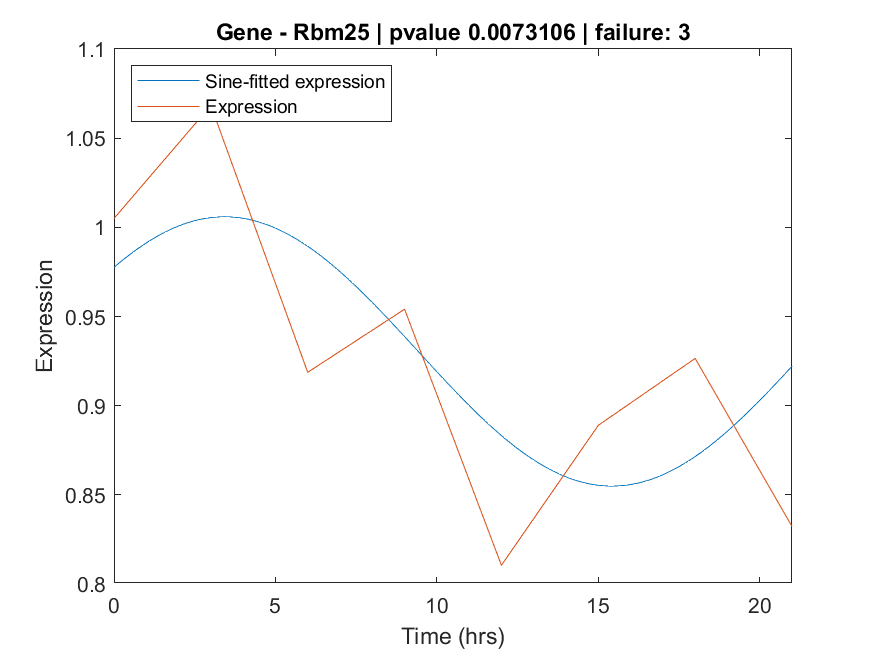 Gene - Rbm25 | pvalue 0.0073106 | failure: 3
1.1
Sine-fitted expression
Expression
1.05
1
0.95
0.9
0.85
0.8
Expression
0 5 10 15 20
Time (hrs)